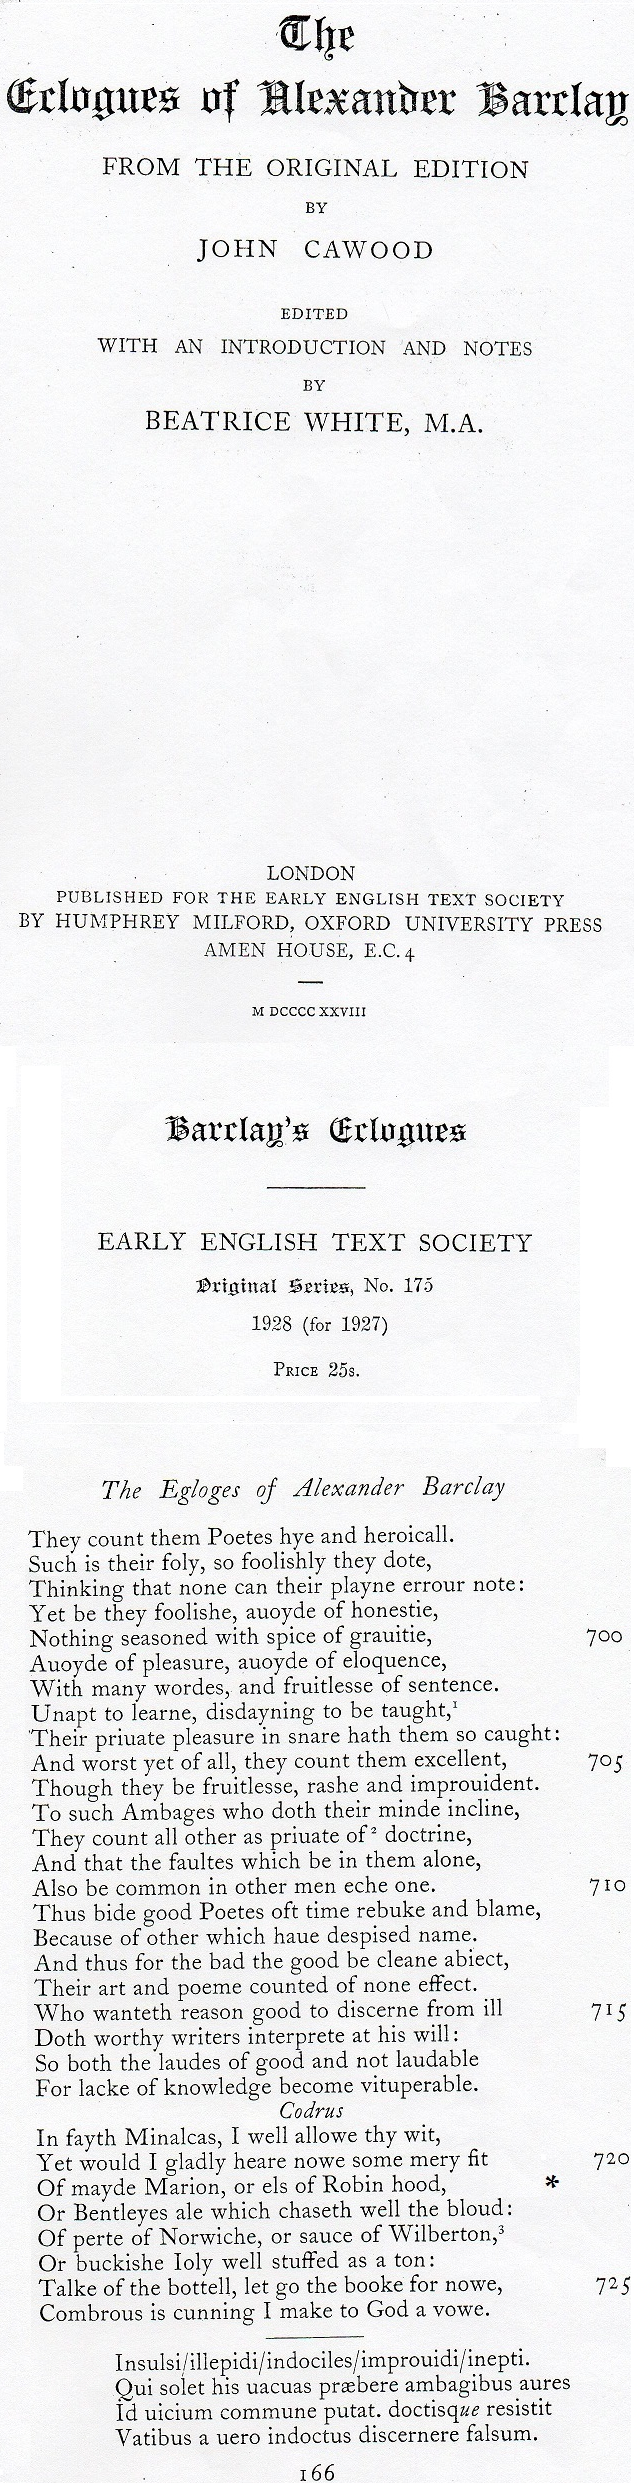 The
Eclogues of Alexander Barclay
FROM THE ORIGINAL EDITION
BY
JOHN CAWOOD
EDITED
WITH AN INTRODUCTION AND NOTES
BY
BEATRICE WHITE, M.A.
LONDON
PUBLISHED FOR THE EARLY ENGLISH TEXT SOCIETY
BY HUMPHREY MILFORD, OXFORD UNIVERSITY PRESS
AMEN HOUSE, E.C. 4
M DCCCC XXVIII
Barclay's Eclogues
EARLY ENGLISH TEXT SOCIETY
Original Series, No. 175
1928 (for 1927)
PRICE 25s.
The Egloges of Alexander Barclay
They count them Poetes hye and heroicall.
Such is their foly, so foolishly they dote,
Thinking that none can their playne errour note:
Yet be they foolishe, auoyde of honestie,
Nothing seasoned with spice of grauitie, 700
Auoyde of pleasure, auoyde of eloquence,
With many wordes, and fruitlesse of sentence.
Unapt to learne, disdayning to be taught,¹
Their priuate pleasure in snare hath them so caught:
And worst yet of all, they count them excellent, 705
Though they be fruitlesse, rashe and improuident.
To such Ambages who doth their minde incline,
They count all other as priuate of² doctrine,
And that the faultes which be in them alone,
Also be common in other men eche one. 710
Thus bide good Poetes oft time rebuke and blame,
Because of other which haue despised name.
And thus for the bad the good be cleane abiect,
Their art and poeme counted of none effect.
Who wanteth reason good to discerne from ill 715
Doth worthy writers interprete at his will:
So both the laudes of good and not laudable
For lacke of knowledge become vituperable.
Codrus
In fayth Minalcas, I well allowe thy wit,
Yet would I gladly heare nowe some mery fit 720
Of mayde Marion, or els of Robin hood, *
Or Bentleyes ale which chaseth well the bloud:
Of perte of Norwiche, or sauce of Wilberton,³
Or buckishe Ioly well stuffed as a ton:
Talke of the bottell, let go the booke for nowe, 725
Combrous is cunning I make to God a vowe.
Insulsi/illepidi/indociles/improuidi/inepti.
Qui solet his uacuas præbere ambagibus aures
Id uicium commune putat. doctisque resistit
Vatibus a uero indoctus discernere falsum.
166